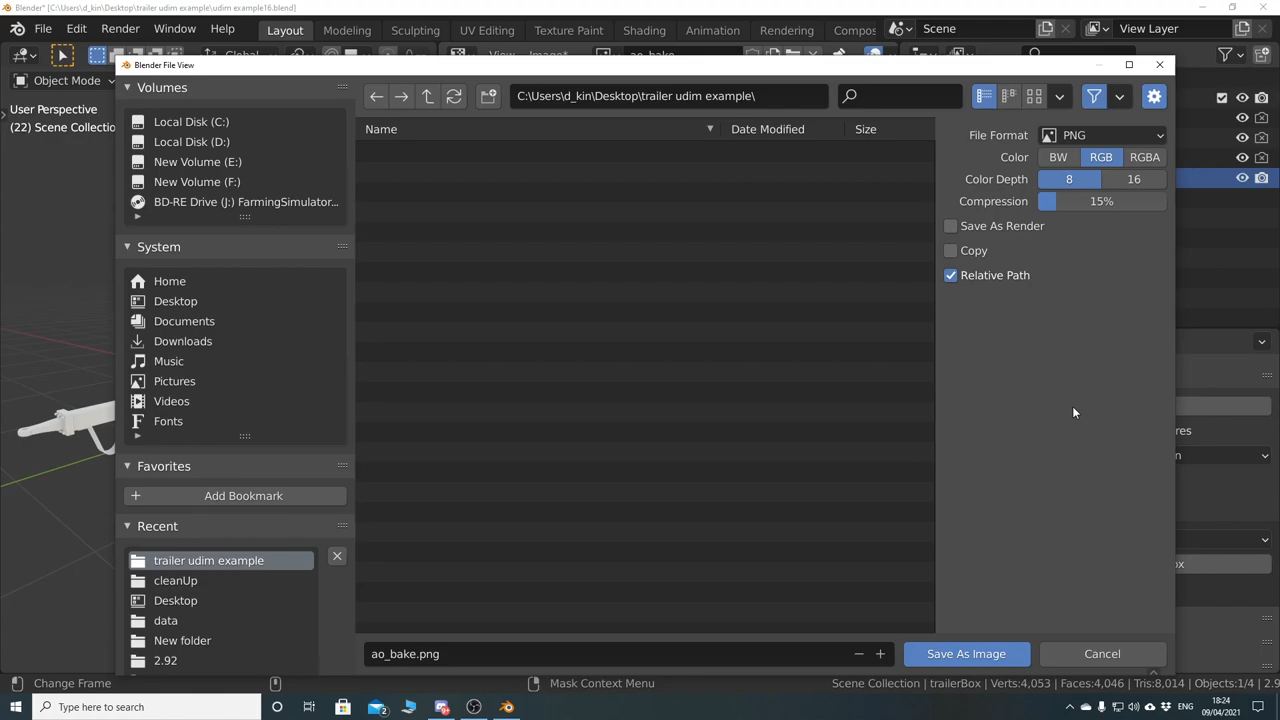 Blender* [C:\Users\d_kin\Desktop\trailer udim example\udim example16.blend]
File Edit Render Window Help Layout Modeling Sculpting UV Editing Texture Paint Shading Animation Rendering Compos Scene View Layer
Blender File View
Object Mode
User Perspective
(22) Scene Collectio
Volumes
Local Disk (C:)
Local Disk (D:)
New Volume (E:)
New Volume (F:)
BD-RE Drive (J:) FarmingSimulator...
System
Home
Desktop
Documents
Downloads
Music
Pictures
Videos
Fonts
Favorites
Add Bookmark
Recent
trailer udim example
cleanUp
Desktop
data
New folder
2.92
C:\Users\d_kin\Desktop\trailer udim example\
Name Date Modified Size
File Format PNG
Color BW RGB RGBA
Color Depth 8 16
Compression 15%
Save As Render
Copy
Relative Path
ao_bake.png
Save As Image Cancel
Change Frame Mask Context Menu Scene Collection | trailerBox | Verts:4,053 | Faces:4,046 | Tris:8,014 | Objects:1/4 | 2.9
Type here to search
18:24
09/04/2021